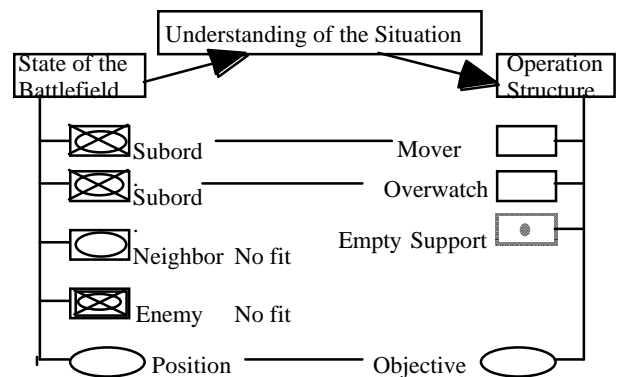 Understanding of the Situation
State of the
Battlefield
Operation
Structure
Subord
.
Mover
Subord
.
Overwatch
Neighbor No fit
Empty Support
Enemy No fit
Position
Objective